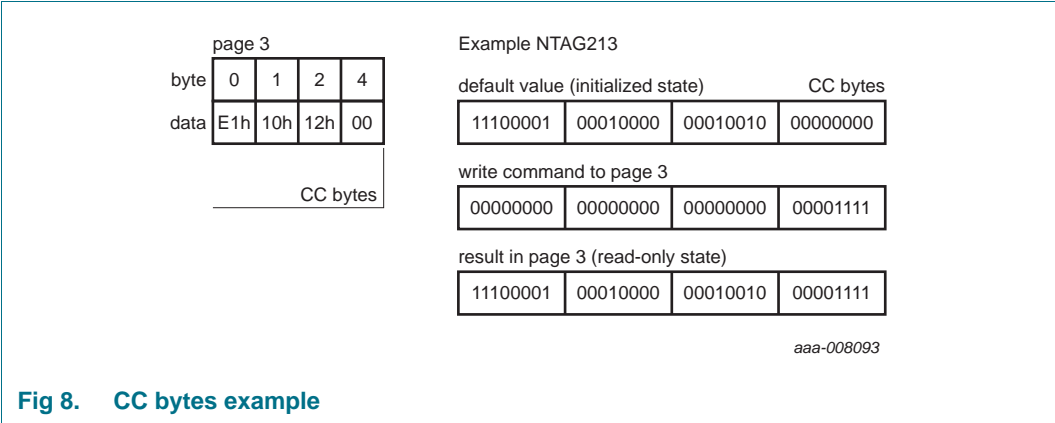 page 3
byte 0 1 2 4
data E1h 10h 12h 00
CC bytes
Example NTAG213
default value (initialized state) CC bytes
11100001 00010000 00010010 00000000
write command to page 3
00000000 00000000 00000000 00001111
result in page 3 (read-only state)
11100001 00010000 00010010 00001111
aaa-008093
Fig 8. CC bytes example